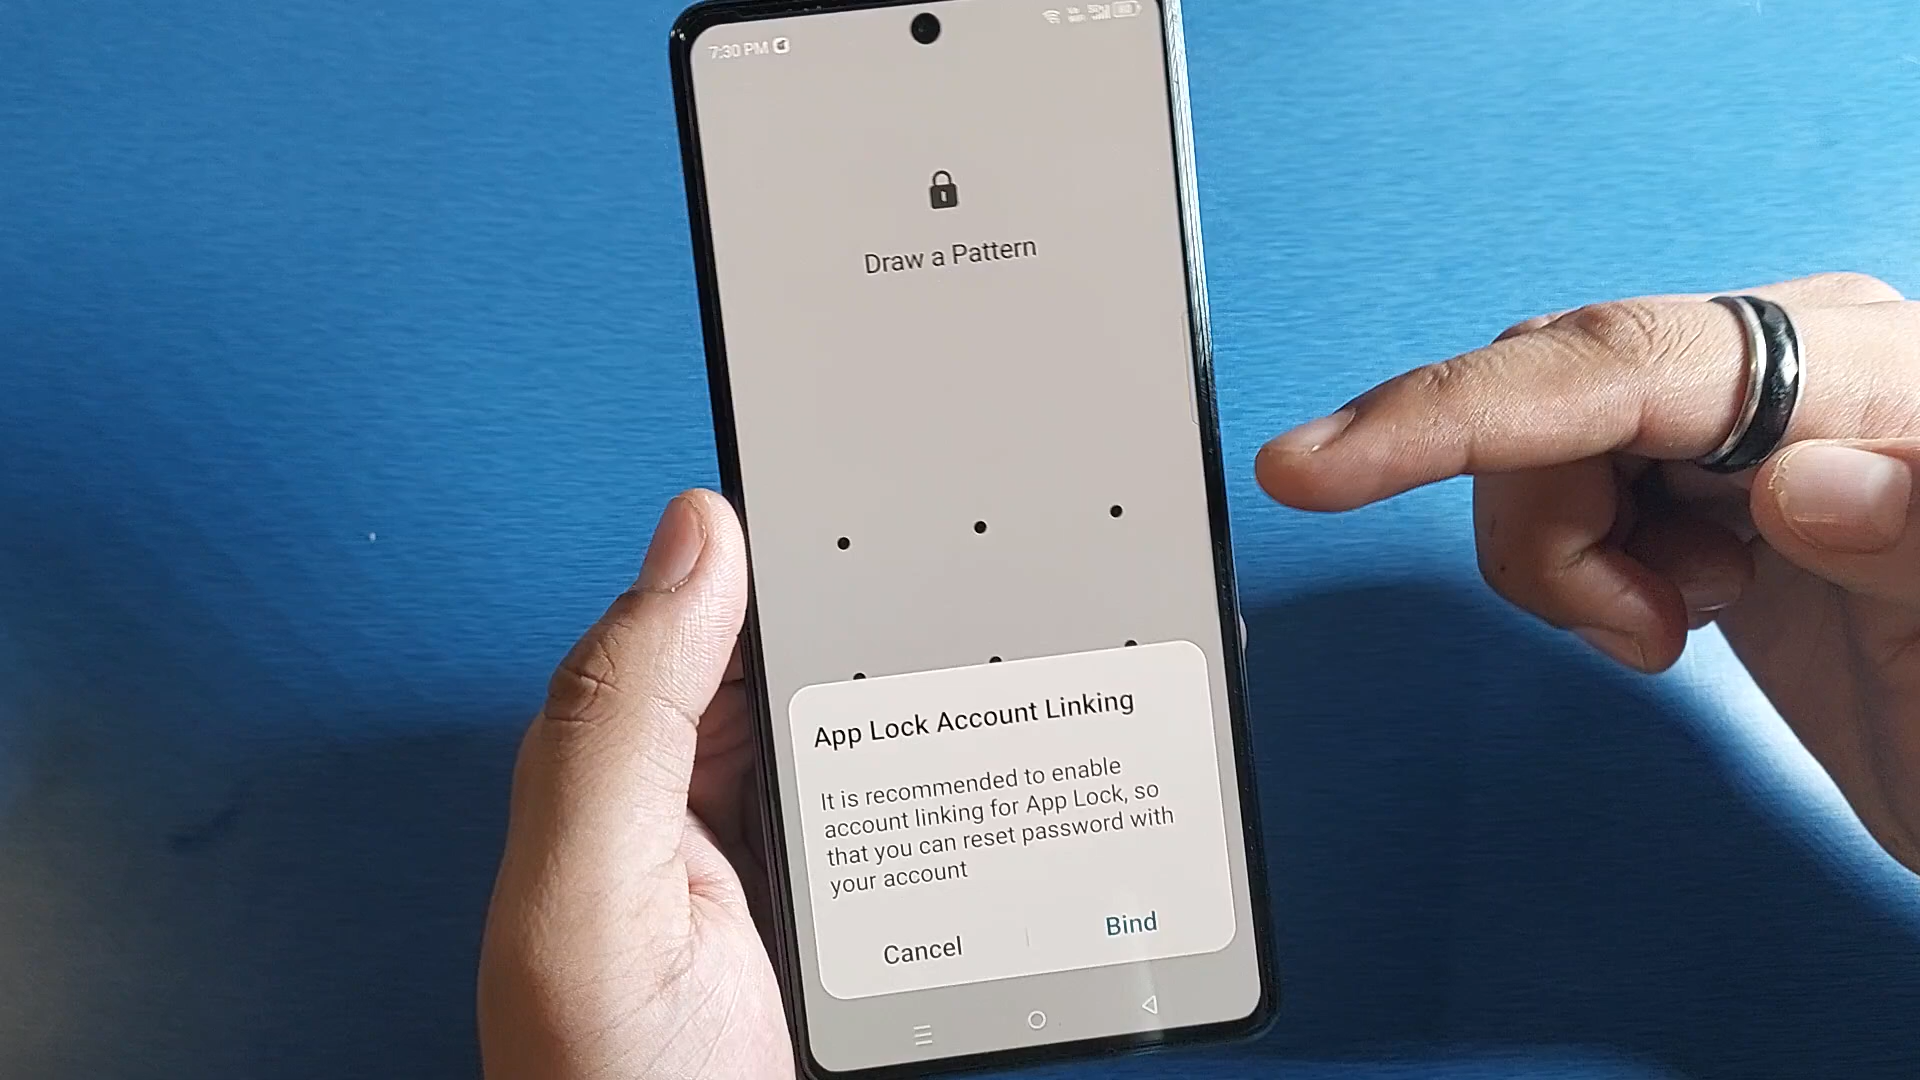 7:30 PM
Draw a Pattern
App Lock Account Linking
It is recommended to enable
account linking for App Lock, so
that you can reset password with
your account
Cancel
Bind